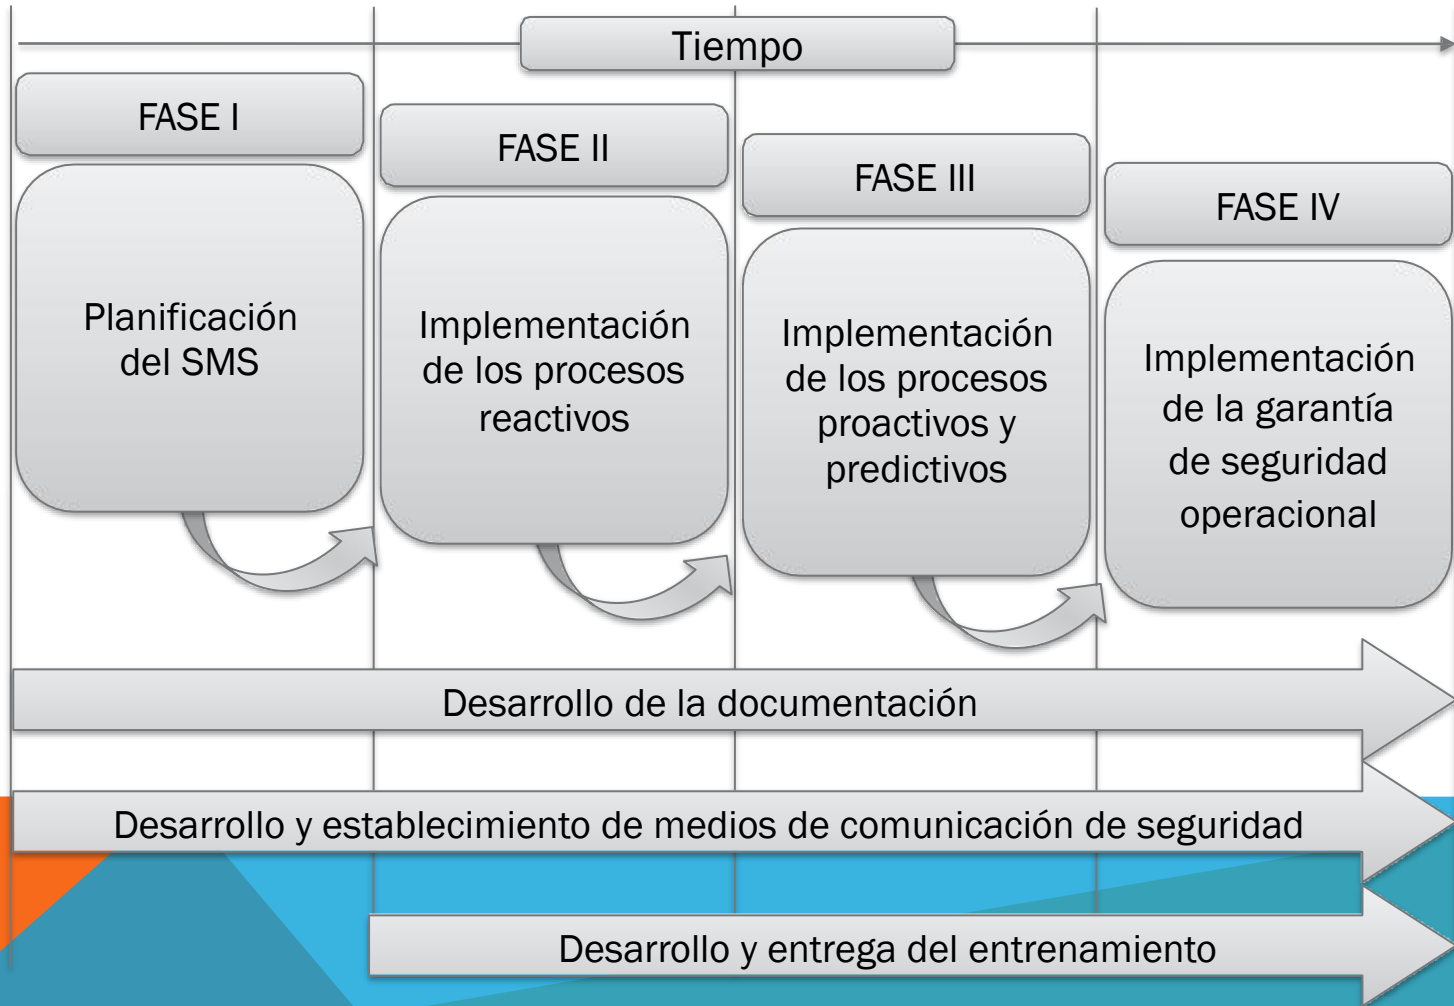 Tiempo
FASE I
Planificación
del SMS
FASE II
Implementación
de los procesos
reactivos
FASE III
Implementación
de los procesos
proactivos y
predictivos
FASE IV
Implementación
de la garantía
de seguridad
operacional
Desarrollo de la documentación
Desarrollo y establecimiento de medios de comunicación de seguridad
Desarrollo y entrega del entrenamiento